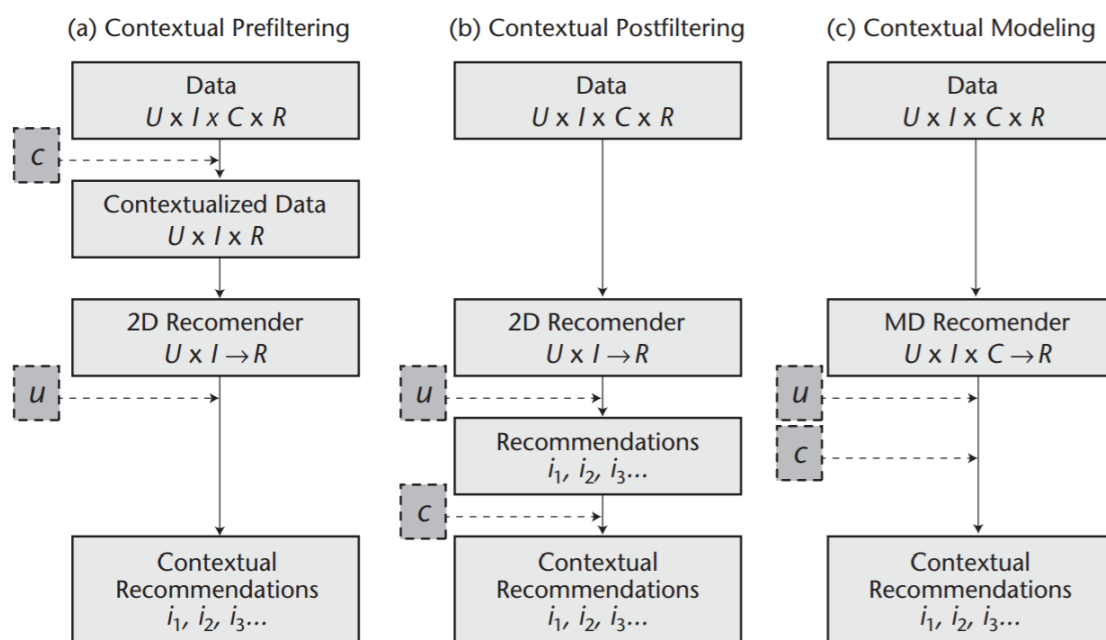 (a) Contextual Prefiltering
Data
U x I x C x R
c
Contextualized Data
U x I x R
2D Recomender
U x I → R
u
Contextual
Recommendations
i₁, i₂, i₃...
(b) Contextual Postfiltering
Data
U x I x C x R
2D Recomender
U x I → R
u
Recommendations
i₁, i₂, i₃...
c
Contextual
Recommendations
i₁, i₂, i₃...
(c) Contextual Modeling
Data
U x I x C x R
MD Recomender
U x I x C → R
u
c
Contextual
Recommendations
i₁, i₂, i₃...